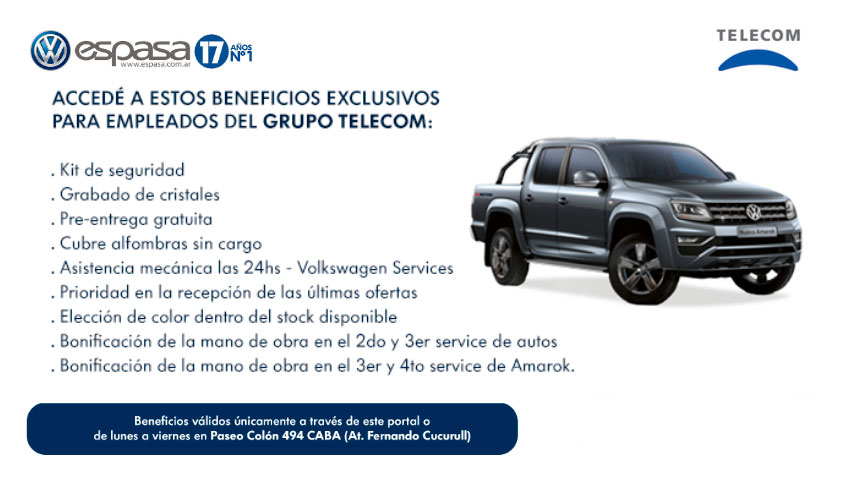 espasa 17 AÑOS Nº1
www.espasa.com.ar
TELECOM
ACCEDÉ A ESTOS BENEFICIOS EXCLUSIVOS
PARA EMPLEADOS DEL GRUPO TELECOM:
. Kit de seguridad
. Grabado de cristales
. Pre-entrega gratuita
. Cubre alfombras sin cargo
. Asistencia mecánica las 24hs - Volkswagen Services
. Prioridad en la recepción de las últimas ofertas
. Elección de color dentro del stock disponible
. Bonificación de la mano de obra en el 2do y 3er service de autos
. Bonificación de la mano de obra en el 3er y 4to service de Amarok.
Nuevo Amarok
Beneficios válidos únicamente a través de este portal o
de lunes a viernes en Paseo Colón 494 CABA (At. Fernando Cucurull)